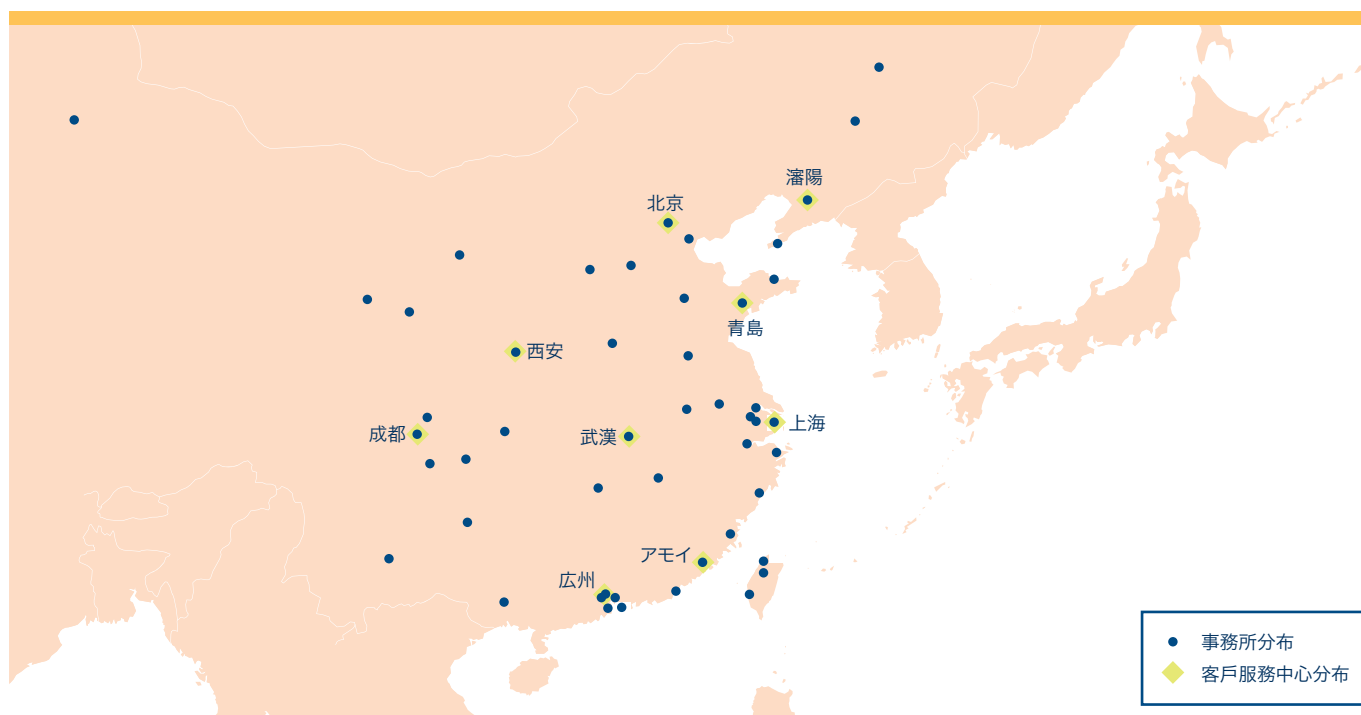 瀋陽
北京
青島
西安
上海
成都
武漢
アモイ
広州
事務所分布
客戶服務中心分布